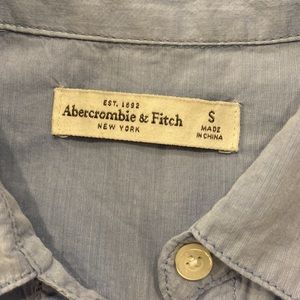 EST. 1892
Abercrombie & Fitch
NEW YORK
S
MADE
IN CHINA